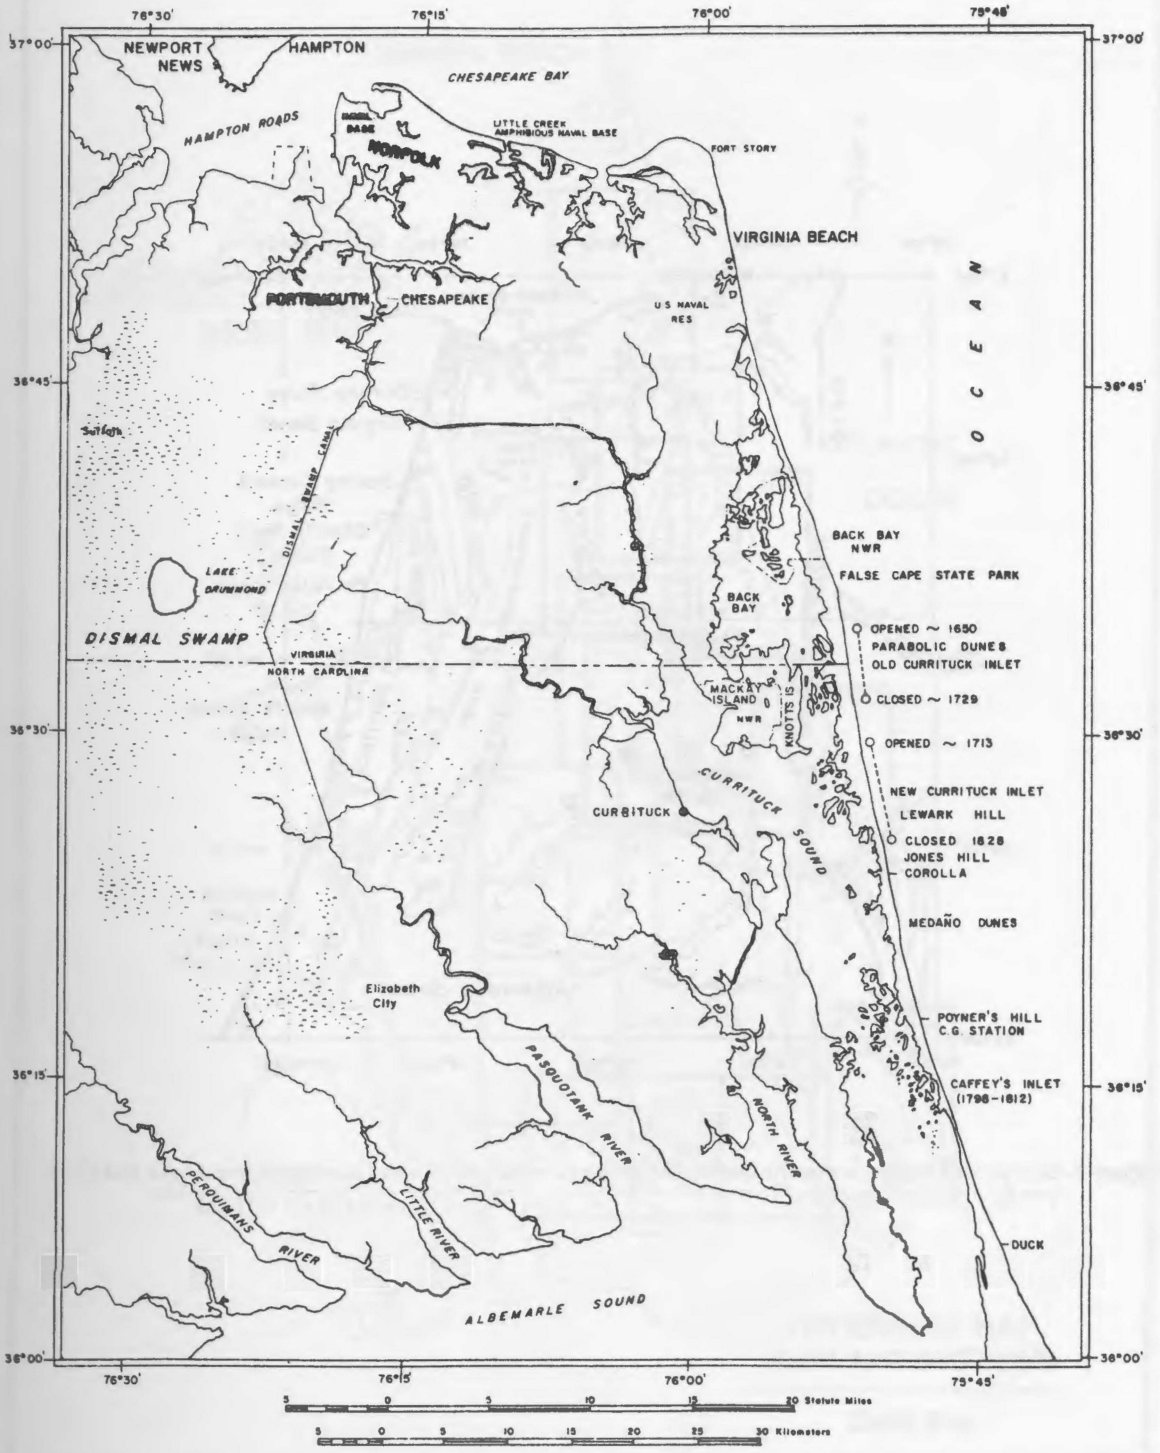 76°30' 76°15' 76°00' 75°45'
37°00' 37°00'
NEWPORT
NEWS
HAMPTON
CHESAPEAKE BAY
HAMPTON ROADS
NAVAL
BASE
NORFOLK
LITTLE CREEK
AMPHIBIOUS NAVAL BASE
FORT STORY
VIRGINIA BEACH
OCEAN
PORTSMOUTH
CHESAPEAKE
U S NAVAL
RES
36°45' 36°45'
Suffolk
DISMAL SWAMP CANAL
BACK BAY
NWR
LAKE
DRUMMOND
FALSE CAPE STATE PARK
BACK
BAY
DISMAL SWAMP
OPENED ~ 1650
PARABOLIC DUNES
OLD CURRITUCK INLET
VIRGINIA
NORTH CAROLINA
MACKAY
ISLAND
NWR
KNOTTS IS
CLOSED ~ 1729
36°30' 36°30'
OPENED ~ 1713
CURRITUCK SOUND
NEW CURRITUCK INLET
LEWARK HILL
CURRITUCK
CLOSED 1828
JONES HILL
COROLLA
MEDAÑO DUNES
Elizabeth
City
POYNER'S HILL
C.G. STATION
PASQUOTANK RIVER
36°15' 36°15'
CAFFEY'S INLET
(1798-1812)
NORTH RIVER
PERQUIMANS RIVER
LITTLE RIVER
DUCK
ALBEMARLE SOUND
36°00' 36°00'
76°30' 76°15' 76°00' 75°45'
5 0 5 10 15 20 Statute Miles
5 0 5 10 15 20 25 30 Kilometers